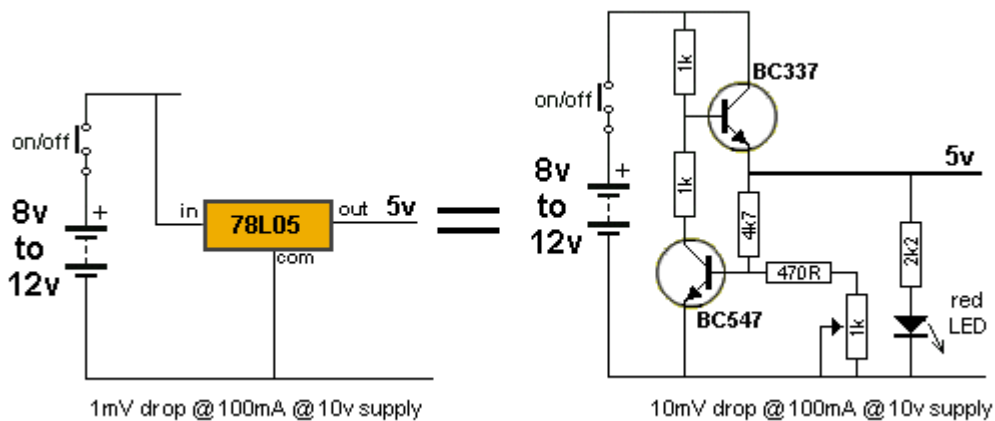 on/off
+
8v
to
12v
in
78L05
out
5v
com
1mV drop @ 100mA @ 10v supply
=
on/off
+
8v
to
12v
1k
BC337
1k
5v
4k7
BC547
470R
1k
2k2
red
LED
10mV drop @ 100mA @ 10v supply